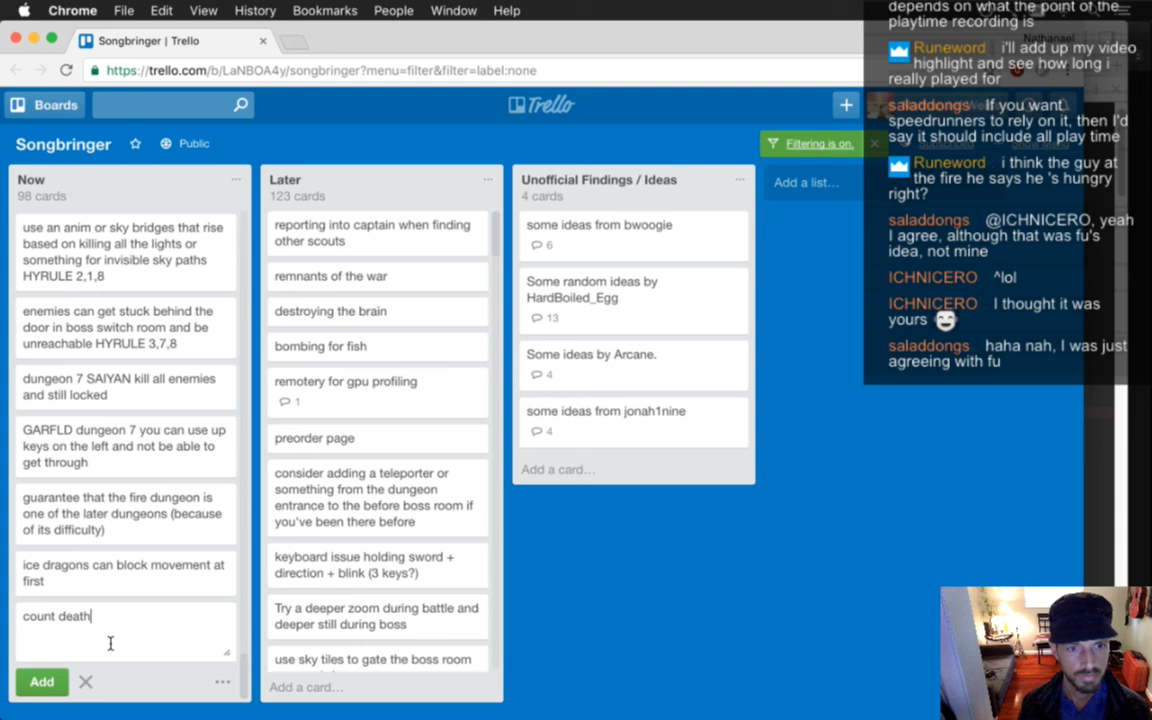 Chrome File Edit View History Bookmarks People Window Help
Songbringer | Trello
Nathanael
https://trello.com/b/LaNBOA4y/songbringer?menu=filter&filter=label:none
Boards
Trello
Songbringer
Public
Filtering is on.
Now
98 cards
use an anim or sky bridges that rise
based on killing all the lights or
something for invisible sky paths
HYRULE 2,1,8
enemies can get stuck behind the
door in boss switch room and be
unreachable HYRULE 3,7,8
dungeon 7 SAIYAN kill all enemies
and still locked
GARFLD dungeon 7 you can use up
keys on the left and not be able to
get through
guarantee that the fire dungeon is
one of the later dungeons (because
of its difficulty)
ice dragons can block movement at
first
count death
Add
Later
123 cards
reporting into captain when finding
other scouts
remnants of the war
destroying the brain
bombing for fish
remotery for gpu profiling
1
preorder page
consider adding a teleporter or
something from the dungeon
entrance to the before boss room if
you've been there before
keyboard issue holding sword +
direction + blink (3 keys?)
Try a deeper zoom during battle and
deeper still during boss
use sky tiles to gate the boss room
Add a card...
Unofficial Findings / Ideas
4 cards
some ideas from bwoogie
6
Some random ideas by
HardBoiled_Egg
13
Some ideas by Arcane.
4
some ideas from jonah1nine
4
Add a card...
Add a list...
depends on what the point of the
playtime recording is
Runeword i'll add up my video
highlight and see how long i
really played for
saladdongs If you want
speedrunners to rely on it, then I'd
say it should include all play time
Runeword i think the guy at
the fire he says he 's hungry
right?
saladdongs @ICHNICERO, yeah
I agree, although that was fu's
idea, not mine
ICHNICERO ^lol
ICHNICERO I thought it was
yours
saladdongs haha nah, I was just
agreeing with fu